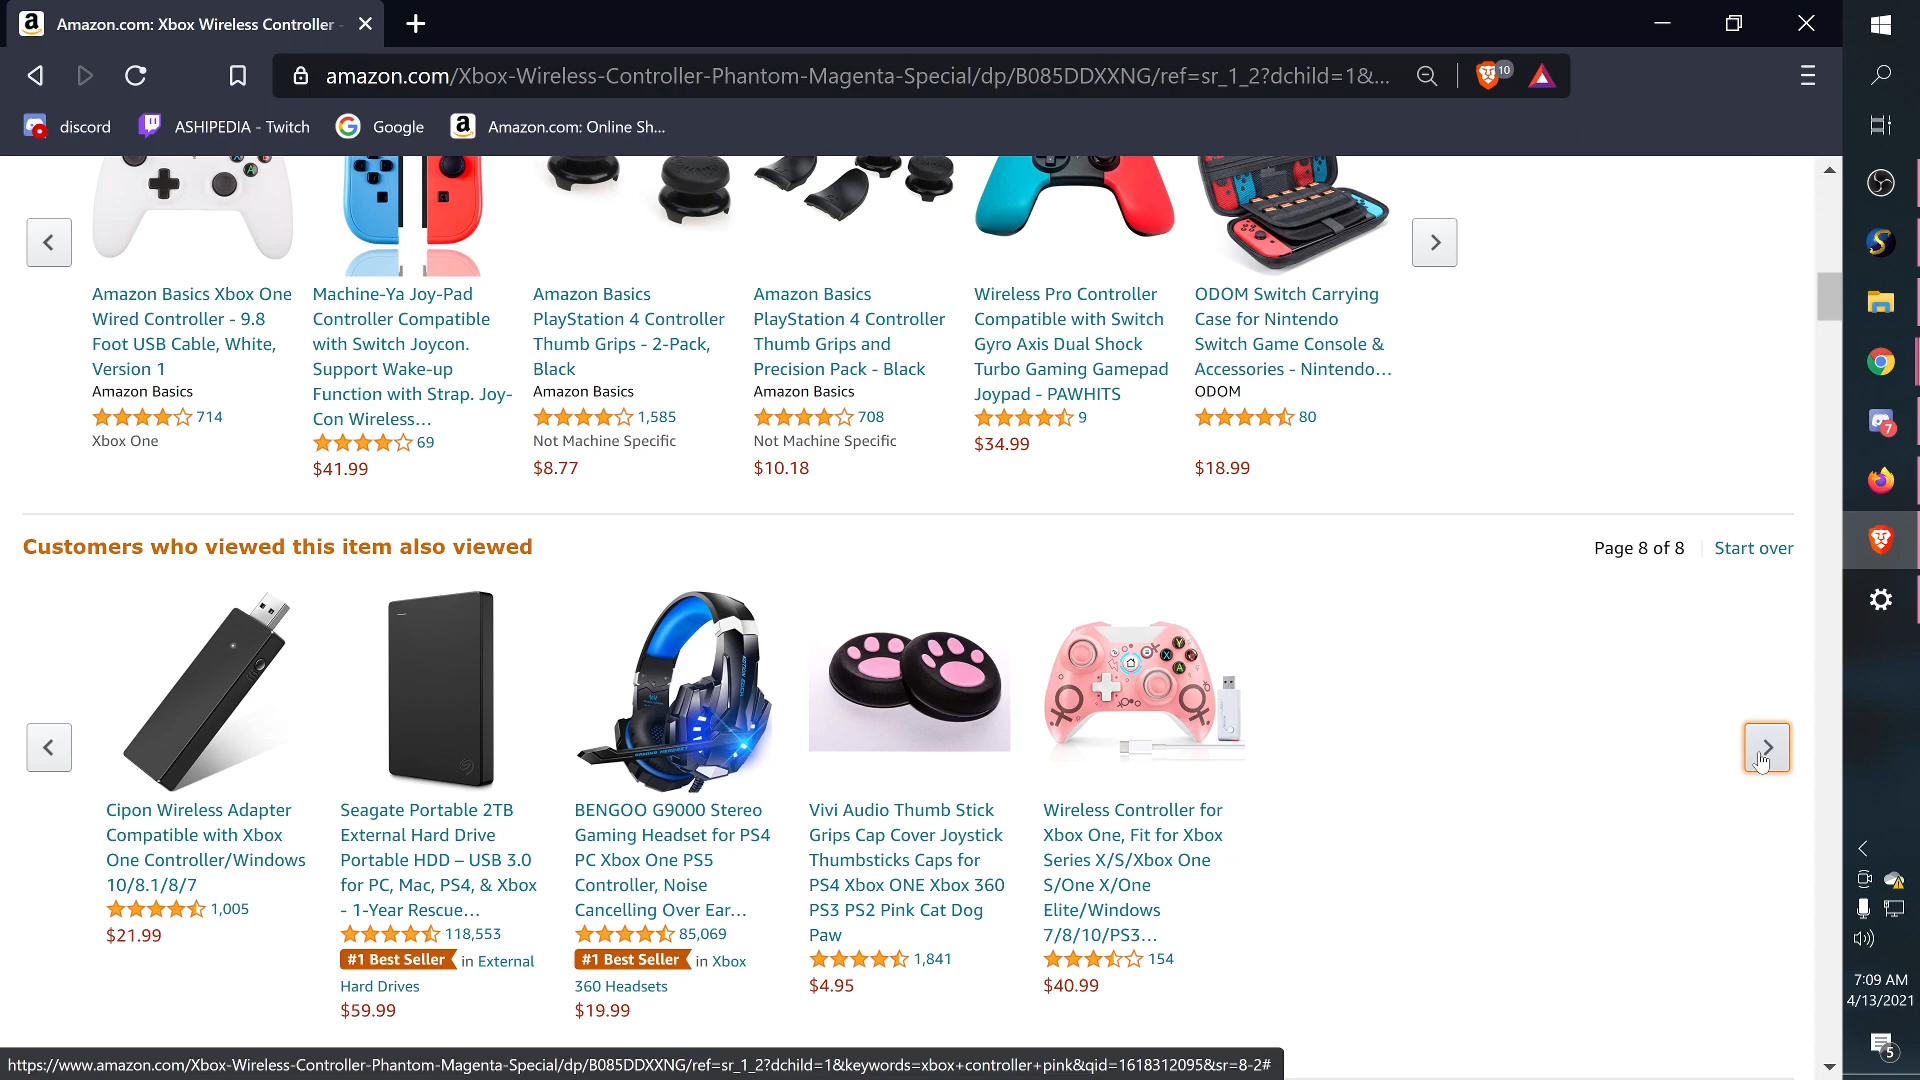 Amazon.com: Xbox Wireless Controller -
amazon.com/Xbox-Wireless-Controller-Phantom-Magenta-Special/dp/B085DDXXNG/ref=sr_1_2?dchild=1&...
10
discord
ASHIPEDIA - Twitch
Google
Amazon.com: Online Sh...
Amazon Basics Xbox One
Wired Controller - 9.8
Foot USB Cable, White,
Version 1
Amazon Basics
714
Xbox One
Machine-Ya Joy-Pad
Controller Compatible
with Switch Joycon.
Support Wake-up
Function with Strap. Joy-
Con Wireless...
69
$41.99
Amazon Basics
PlayStation 4 Controller
Thumb Grips - 2-Pack,
Black
Amazon Basics
1,585
Not Machine Specific
$8.77
Amazon Basics
PlayStation 4 Controller
Thumb Grips and
Precision Pack - Black
Amazon Basics
708
Not Machine Specific
$10.18
Wireless Pro Controller
Compatible with Switch
Gyro Axis Dual Shock
Turbo Gaming Gamepad
Joypad - PAWHITS
9
$34.99
ODOM Switch Carrying
Case for Nintendo
Switch Game Console &
Accessories - Nintendo...
ODOM
80
$18.99
Customers who viewed this item also viewed
Page 8 of 8
Start over
Cipon Wireless Adapter
Compatible with Xbox
One Controller/Windows
10/8.1/8/7
1,005
$21.99
Seagate Portable 2TB
External Hard Drive
Portable HDD – USB 3.0
for PC, Mac, PS4, & Xbox
- 1-Year Rescue...
118,553
#1 Best Seller in External
Hard Drives
$59.99
BENGOO G9000 Stereo
Gaming Headset for PS4
PC Xbox One PS5
Controller, Noise
Cancelling Over Ear...
85,069
#1 Best Seller in Xbox
360 Headsets
$19.99
Vivi Audio Thumb Stick
Grips Cap Cover Joystick
Thumbsticks Caps for
PS4 Xbox ONE Xbox 360
PS3 PS2 Pink Cat Dog
Paw
1,841
$4.95
Wireless Controller for
Xbox One, Fit for Xbox
Series X/S/Xbox One
S/One X/One
Elite/Windows
7/8/10/PS3...
154
$40.99
https://www.amazon.com/Xbox-Wireless-Controller-Phantom-Magenta-Special/dp/B085DDXXNG/ref=sr_1_2?dchild=1&keywords=xbox+controller+pink&qid=1618312095&sr=8-2#
7
7:09 AM
4/13/2021
5